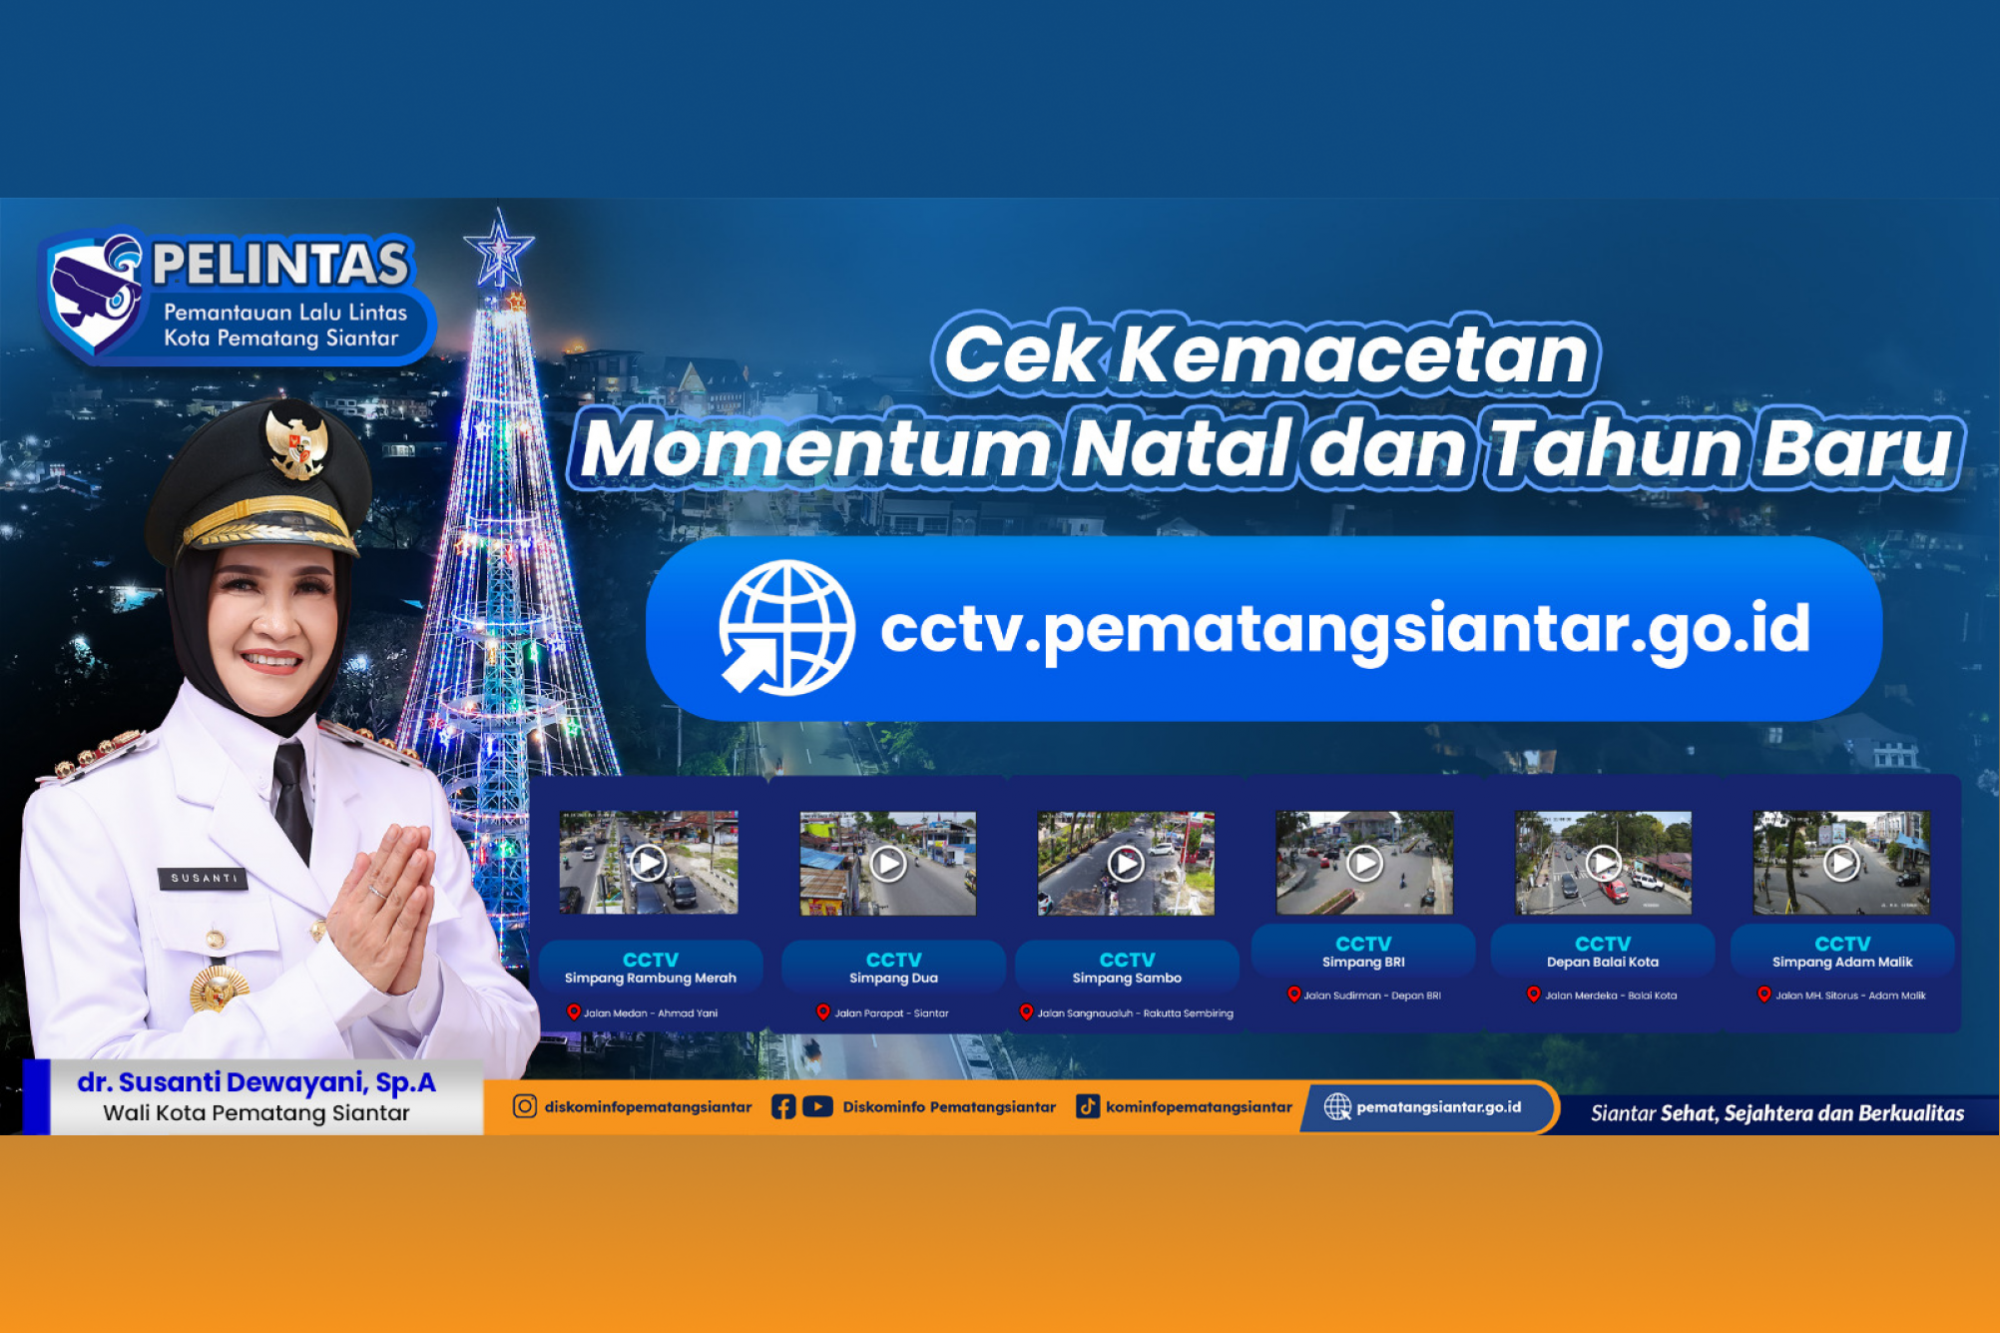 PELINTAS
Pemantauan Lalu Lintas
Kota Pematang Siantar
Cek Kemacetan
Momentum Natal dan Tahun Baru
cctv.pematangsiantar.go.id
SUSANTI
CCTV
Simpang Rambung Merah
Jalan Medan - Ahmad Yani
CCTV
Simpang Dua
Jalan Parapat - Siantar
CCTV
Simpang Sambo
Jalan Sangnaualuh - Rakutta Sembiring
CCTV
Simpang BRI
Jalan Sudirman - Depan BRI
CCTV
Depan Balai Kota
Jalan Merdeka - Balai Kota
CCTV
Simpang Adam Malik
Jalan MH. Sitorus - Adam Malik
dr. Susanti Dewayani, Sp.A
Wali Kota Pematang Siantar
diskominfopematangsiantar
Diskominfo Pematangsiantar
kominfopematangsiantar
pematangsiantar.go.id
Siantar Sehat, Sejahtera dan Berkualitas